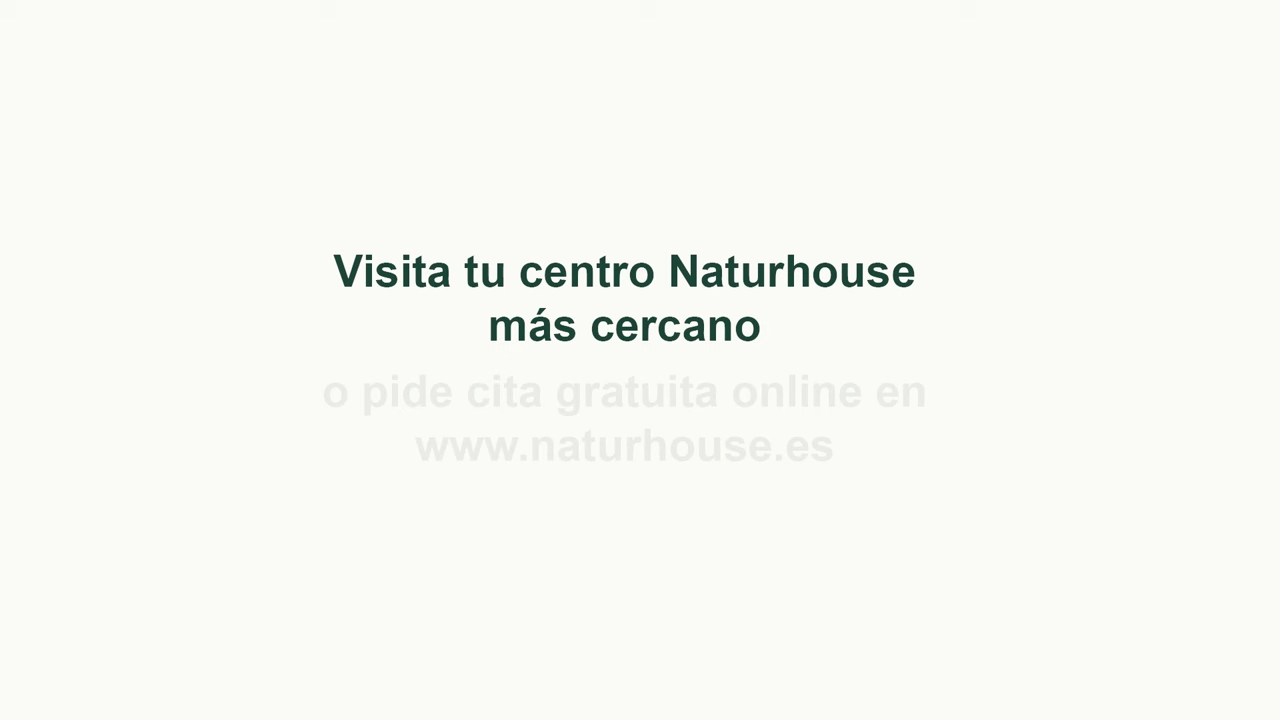 Visita tu centro Naturhouse
más cercano
o pide cita gratuita online en
www.naturhouse.es